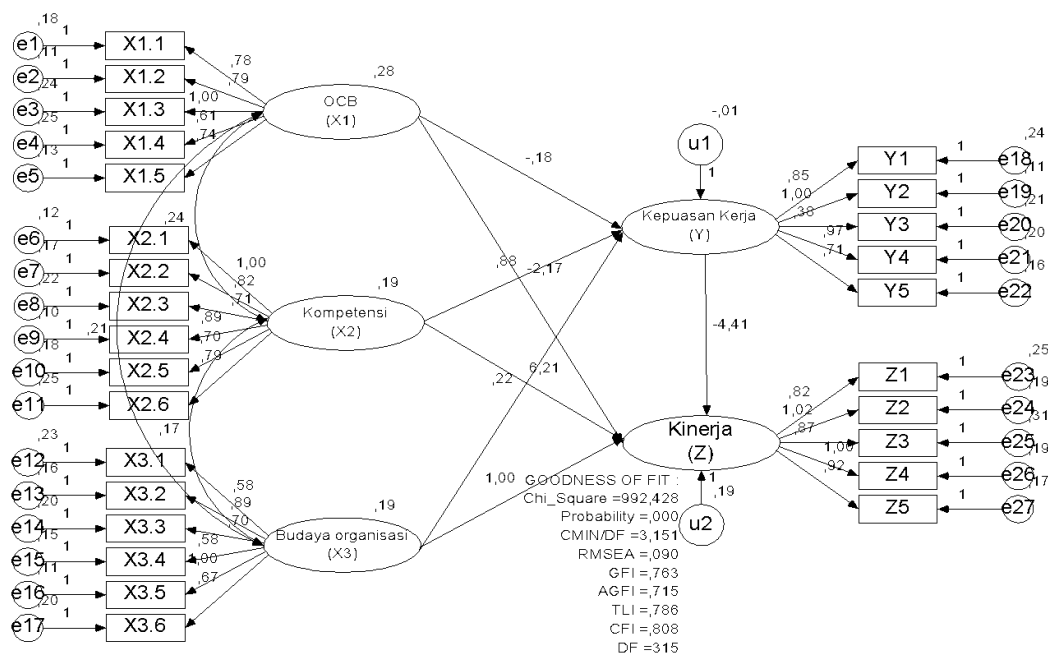 ,18
e1
1
X1.1
,78
,11
e2
1
X1.2
,79
,24
e3
1
X1.3
1,00
,25
e4
1
X1.4
,61
,13
e5
1
X1.5
,74
,28
OCB
(X1)
,12
e6
1
X2.1
,24
1,00
,17
e7
1
X2.2
,82
,22
e8
1
X2.3
,71
,10
e9
1
,21
X2.4
,89
,18
e10
1
X2.5
,70
,25
e11
1
X2.6
,79
,19
Kompetensi
(X2)
,17
,23
e12
1
X3.1
,58
,16
e13
1
X3.2
,89
,20
e14
1
X3.3
,70
,15
e15
1
X3.4
,58
,11
e16
1
X3.5
1,00
,20
e17
1
X3.6
,67
,19
Budaya organisasi
(X3)
-,18
,88
-2,17
,22
6,21
1,00
-,01
u1
1
Kepuasan Kerja
(Y)
-4,41
,85
Y1
1
e18
,24
1,00
Y2
1
e19
,11
,38
Y3
1
e20
,21
,97
Y4
1
e21
,20
,71
Y5
1
e22
,16
Kinerja
(Z)
,82
Z1
1
e23
,25
1,02
Z2
1
e24
,19
,87
Z3
1
e25
,31
1,00
Z4
1
e26
,19
,92
Z5
1
e27
,17
1
,19
u2
GOODNESS OF FIT :
Chi_Square =992,428
Probability =,000
CMIN/DF =3,151
RMSEA =,090
GFI =,763
AGFI =,715
TLI =,786
CFI =,808
DF =315